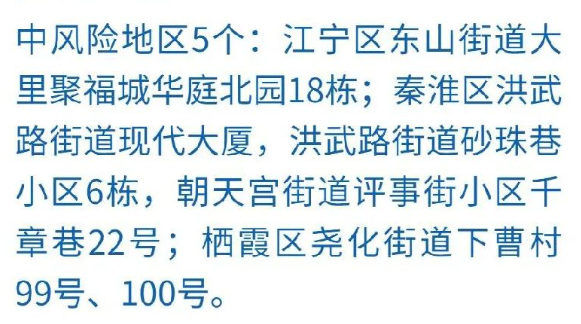 中风险地区5个：江宁区东山街道大
里聚福城华庭北园18栋；秦淮区洪武
路街道现代大厦，洪武路街道砂珠巷
小区6栋，朝天宫街道评事街小区千
章巷22号；栖霞区尧化街道下曹村
99号、100号。